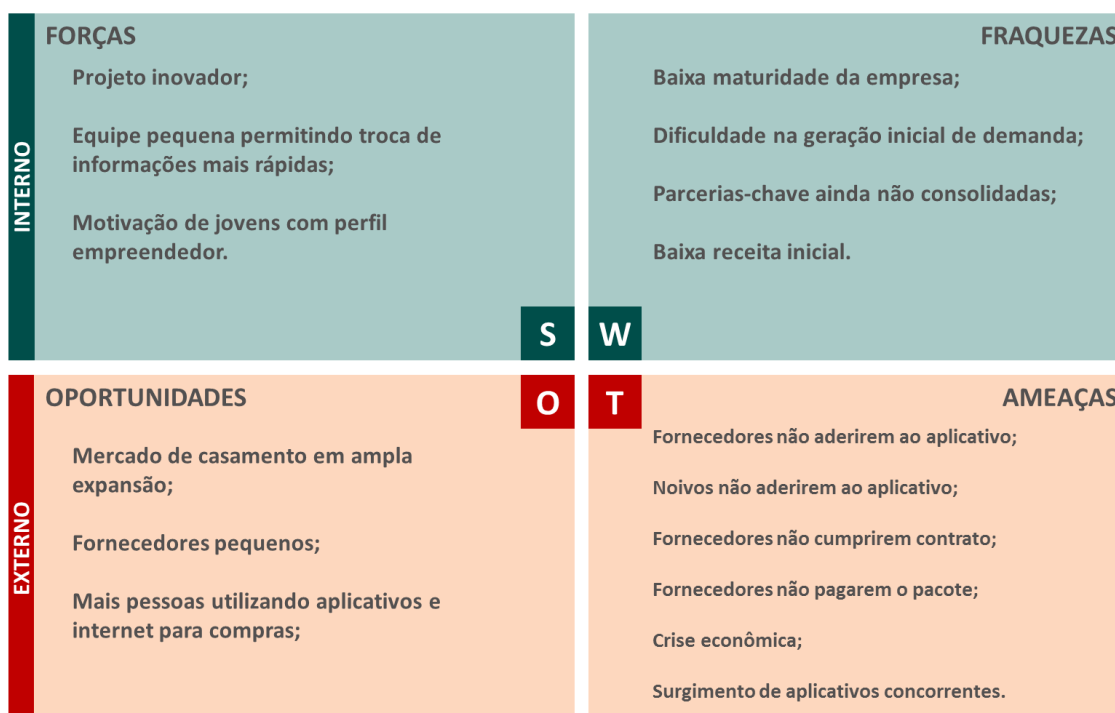 INTERNO
FORÇAS
Projeto inovador;
Equipe pequena permitindo troca de
informações mais rápidas;
Motivação de jovens com perfil
empreendedor.
S
FRAQUEZAS
Baixa maturidade da empresa;
Dificuldade na geração inicial de demanda;
Parcerias-chave ainda não consolidadas;
Baixa receita inicial.
W
EXTERNO
OPORTUNIDADES
O
Mercado de casamento em ampla
expansão;
Fornecedores pequenos;
Mais pessoas utilizando aplicativos e
internet para compras;
T
AMEAÇAS
Fornecedores não aderirem ao aplicativo;
Noivos não aderirem ao aplicativo;
Fornecedores não cumprirem contrato;
Fornecedores não pagarem o pacote;
Crise econômica;
Surgimento de aplicativos concorrentes.